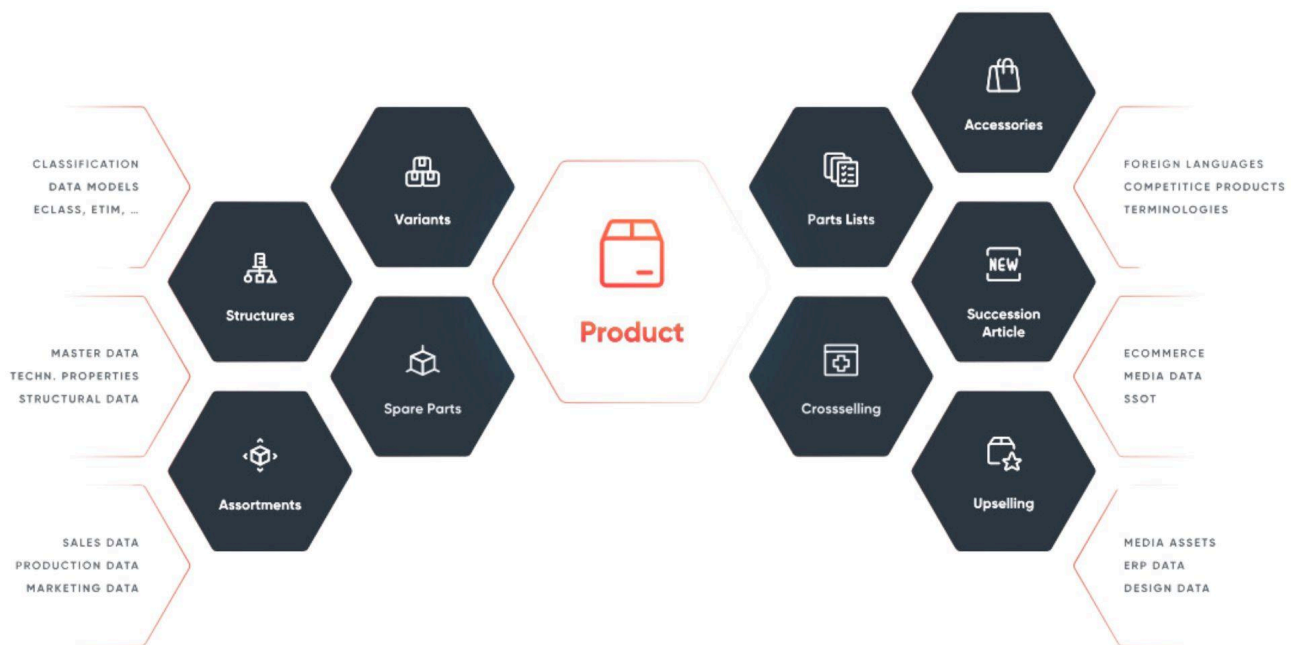 CLASSIFICATION
DATA MODELS
ECLASS, ETIM, ...
MASTER DATA
TECHN. PROPERTIES
STRUCTURAL DATA
SALES DATA
PRODUCTION DATA
MARKETING DATA
Structures
Assortments
Variants
Spare Parts
Product
Parts Lists
Crossselling
Accessories
NEW
Succession
Article
Upselling
FOREIGN LANGUAGES
COMPETITICE PRODUCTS
TERMINOLOGIES
ECOMMERCE
MEDIA DATA
SSOT
MEDIA ASSETS
ERP DATA
DESIGN DATA